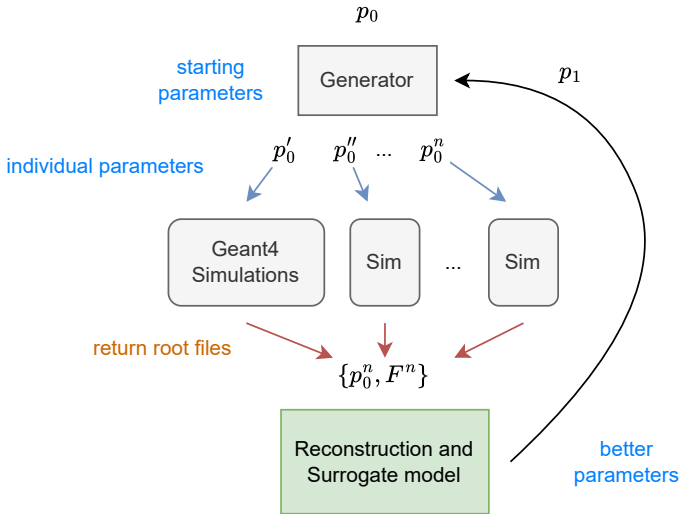 p₀
starting
parameters
Generator
p₁
individual parameters
p₀′ p₀″ ... p₀ⁿ
Geant4
Simulations
Sim
...
Sim
return root files
{p₀ⁿ, Fⁿ}
Reconstruction and
Surrogate model
better
parameters